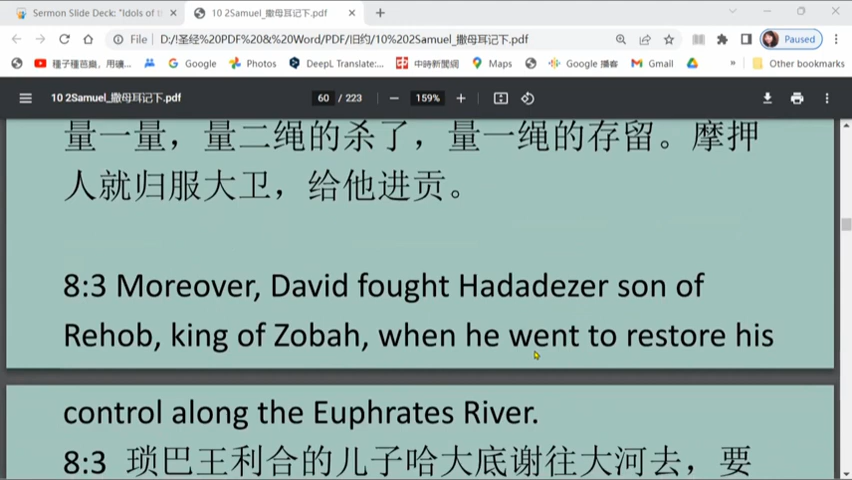 Sermon Slide Deck: "Idols of t
10 2Samuel_撒母耳记下.pdf
File
D:/!圣经%20PDF%20&%20Word/PDF/旧约/10%202Samuel_撒母耳记下.pdf
Paused
Google
Photos
DeepL Translate:...
中時新聞網
Maps
Google 播客
Gmail
Other bookmarks
10 2Samuel_撒母耳记下.pdf
60 / 223
159%
量一量，量二绳的杀了，量一绳的存留。摩押
人就归服大卫，给他进贡。
8:3 Moreover, David fought Hadadezer son of
Rehob, king of Zobah, when he went to restore his
control along the Euphrates River.
8:3 琐巴王利合的儿子哈大底谢往大河去，要